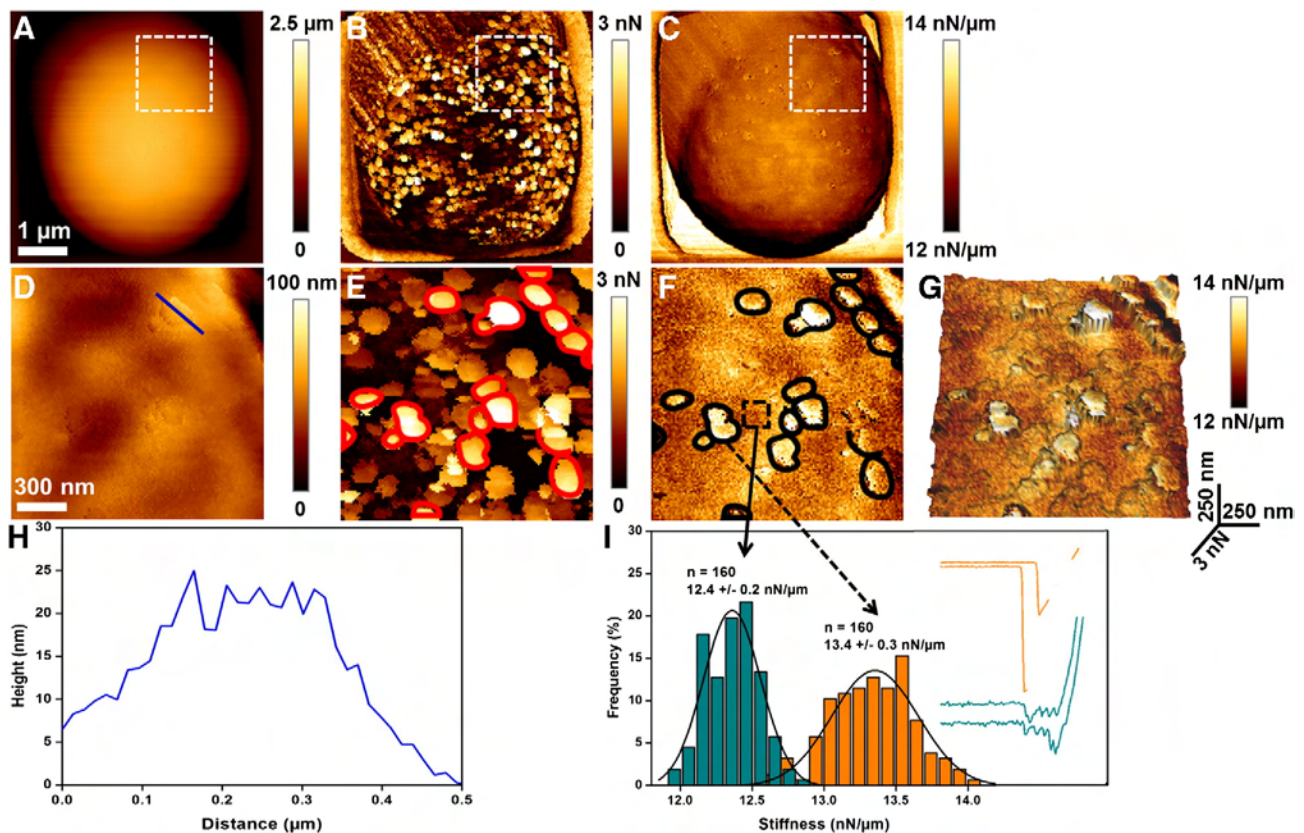 A
B
C
2.5 µm
3 nN
14 nN/µm
1 µm
0
0
12 nN/µm
D
E
F
G
100 nm
3 nN
14 nN/µm
12 nN/µm
300 nm
0
0
250 nm
250 nm
3 nN
H
I
30
25
20
15
10
5
0
Height (nm)
0.0 0.1 0.2 0.3 0.4 0.5
Distance (µm)
30
25
20
15
10
5
0
Frequency (%)
n = 160
12.4 +/- 0.2 nN/µm
n = 160
13.4 +/- 0.3 nN/µm
12.0 12.5 13.0 13.5 14.0
Stiffness (nN/µm)